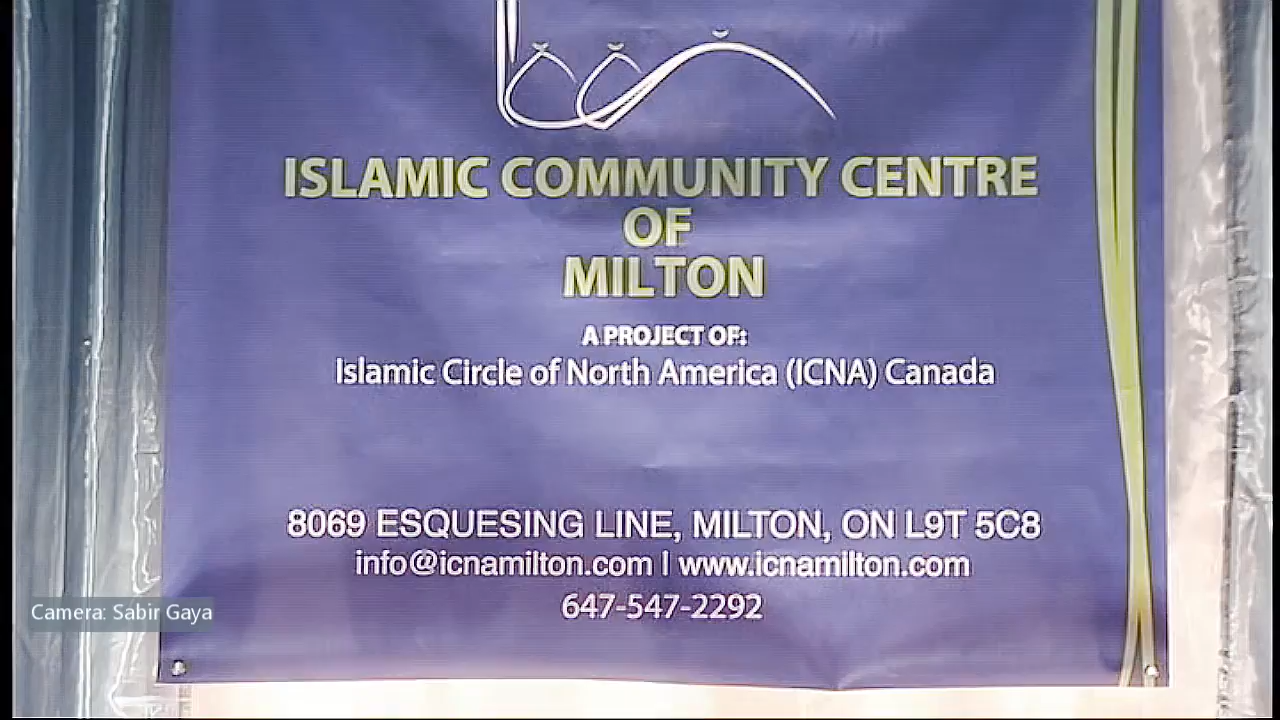 ISLAMIC COMMUNITY CENTRE
OF
MILTON
A PROJECT OF:
Islamic Circle of North America (ICNA) Canada
8069 ESQUESING LINE, MILTON, ON L9T 5C8
info@icnamilton.com | www.icnamilton.com
647-547-2292
Camera: Sabir Gaya